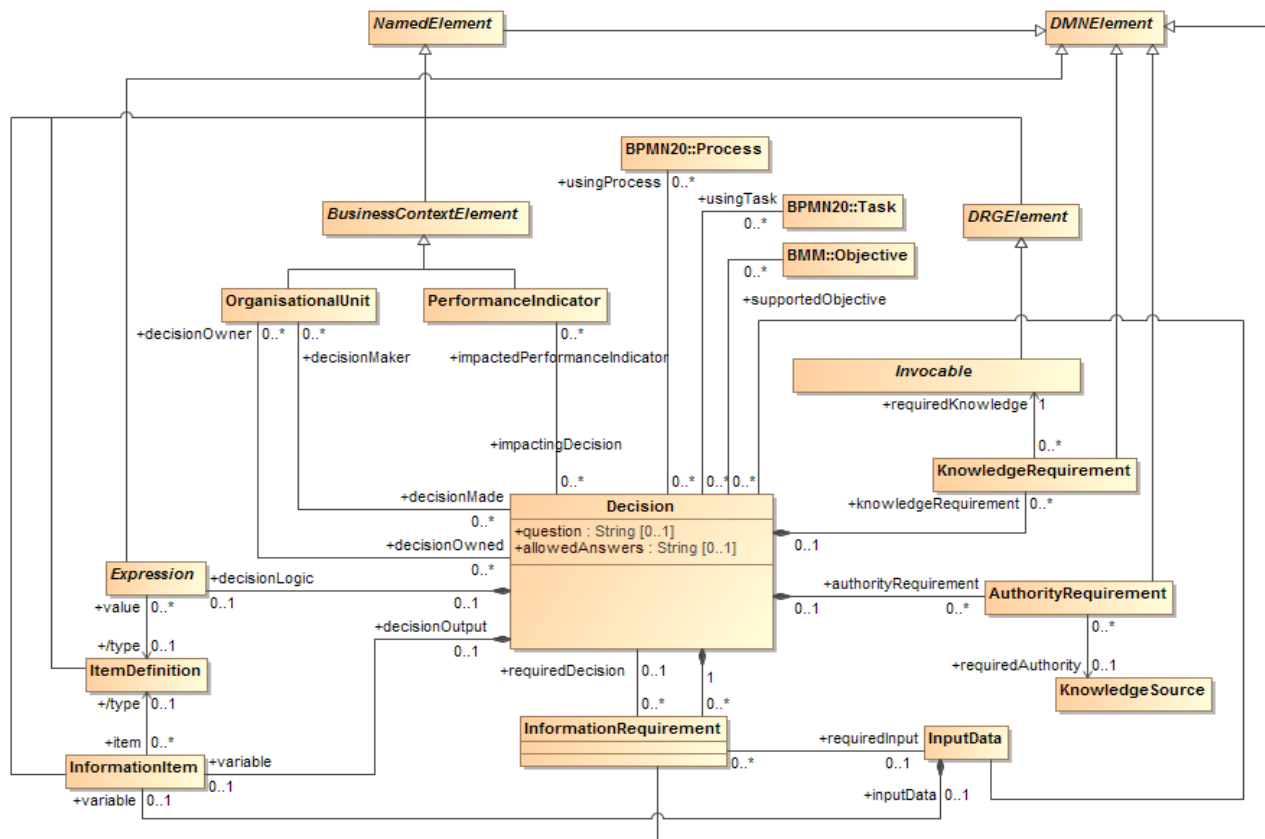 NamedElement
DMNElement
BPMN20::Process
+usingProcess 0..*
+usingTask
BPMN20::Task
0..*
BusinessContextElement
DRGElement
BMM::Objective
0..*
+supportedObjective
OrganisationalUnit
PerformanceIndicator
+decisionOwner 0..* 0..*
0..*
+decisionMaker
+impactedPerformanceIndicator
Invocable
+requiredKnowledge 1
+impactingDecision
0..*
KnowledgeRequirement
0..* 0..* 0..* 0..*
+decisionMade
0..*
Decision
+knowledgeRequirement 0..*
+question : String [0..1]
+allowedAnswers : String [0..1]
0..1
+decisionOwned
0..*
Expression
+decisionLogic
0..1
0..1
+authorityRequirement
0..1
0..*
AuthorityRequirement
+value 0..*
+decisionOutput
0..1
0..*
+/type 0..1
ItemDefinition
+requiredDecision 0..1
1
+requiredAuthority 0..1
KnowledgeSource
+/type 0..1
0..* 0..*
InformationRequirement
+item 0..*
+requiredInput
InputData
InformationItem
+variable
0..1
0..*
0..1
+variable 0..1
+inputData 0..1